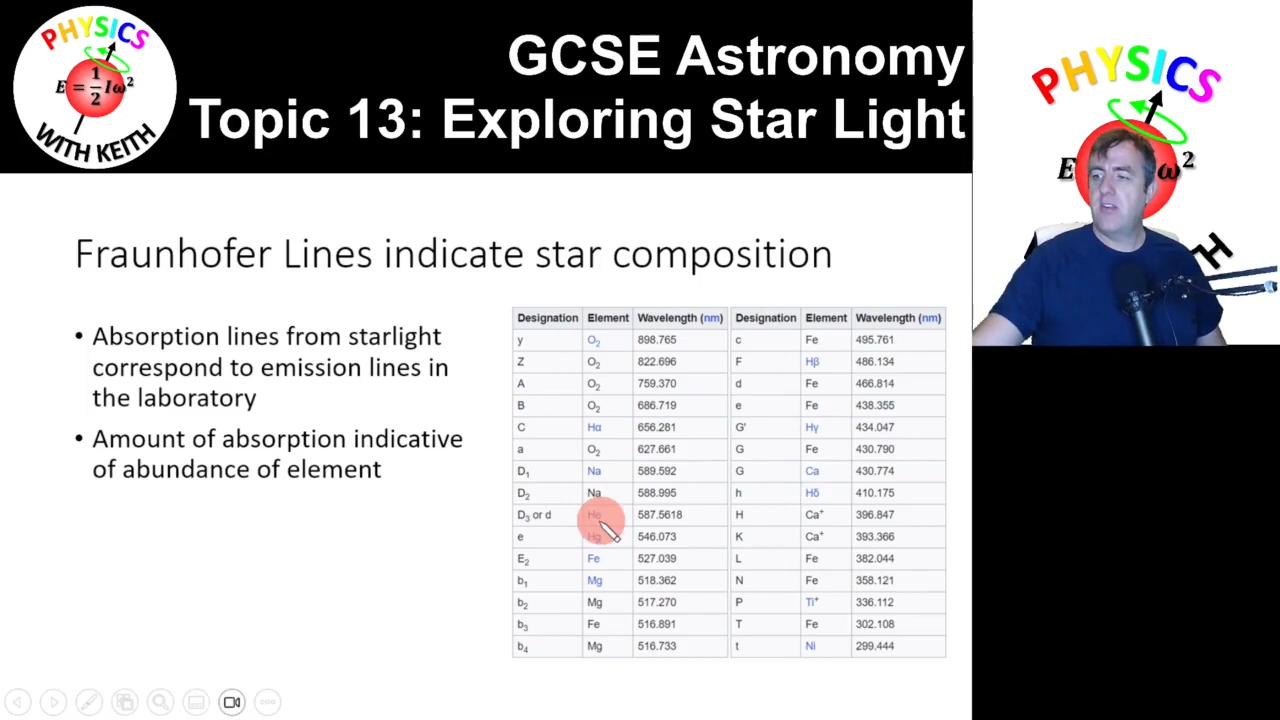 PHYSICS
E = 1/2 Iω²
WITH KEITH
GCSE Astronomy
Topic 13: Exploring Star Light
PHYSICS
E ω²
H
Fraunhofer Lines indicate star composition
• Absorption lines from starlight
correspond to emission lines in
the laboratory
• Amount of absorption indicative
of abundance of element
Designation Element Wavelength (nm) Designation Element Wavelength (nm)
y O₂ 898.765 c Fe 495.761
Z O₂ 822.696 F Hβ 486.134
A O₂ 759.370 d Fe 466.814
B O₂ 686.719 e Fe 438.355
C Hα 656.281 G' Hγ 434.047
a O₂ 627.661 G Fe 430.790
D₁ Na 589.592 G Ca 430.774
D₂ Na 588.995 h Hδ 410.175
D₃ or d He 587.5618 H Ca⁺ 396.847
e Hg 546.073 K Ca⁺ 393.366
E₂ Fe 527.039 L Fe 382.044
b₁ Mg 518.362 N Fe 358.121
b₂ Mg 517.270 P Ti⁺ 336.112
b₃ Fe 516.891 T Fe 302.108
b₄ Mg 516.733 t Ni 299.444